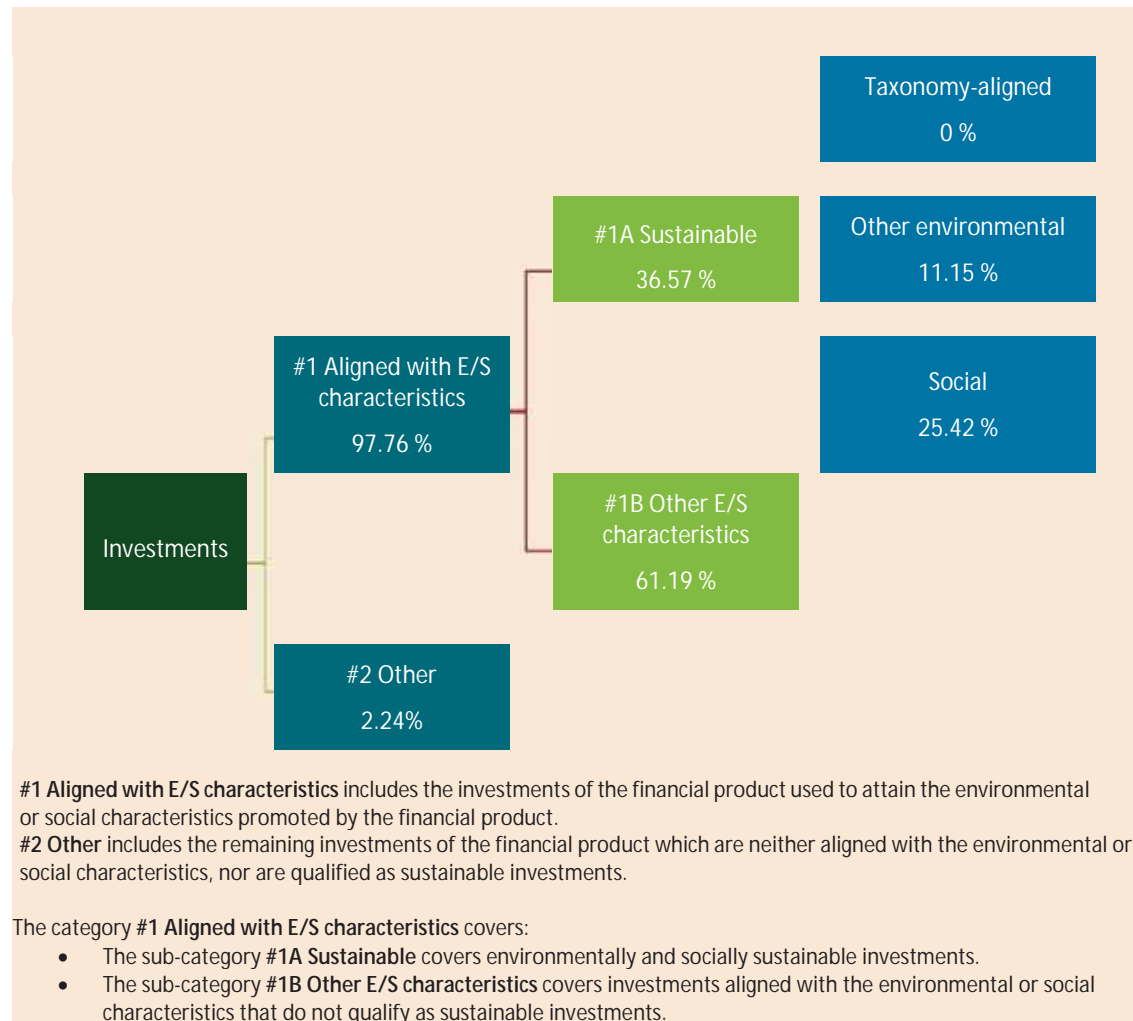 Taxonomy-aligned
0 %
#1A Sustainable
36.57 %
Other environmental
11.15 %
#1 Aligned with E/S
characteristics
97.76 %
Social
25.42 %
Investments
#1B Other E/S
characteristics
61.19 %
#2 Other
2.24%
#1 Aligned with E/S characteristics includes the investments of the financial product used to attain the environmental
or social characteristics promoted by the financial product.
#2 Other includes the remaining investments of the financial product which are neither aligned with the environmental or
social characteristics, nor are qualified as sustainable investments.
The category #1 Aligned with E/S characteristics covers:
• The sub-category #1A Sustainable covers environmentally and socially sustainable investments.
• The sub-category #1B Other E/S characteristics covers investments aligned with the environmental or social
characteristics that do not qualify as sustainable investments.